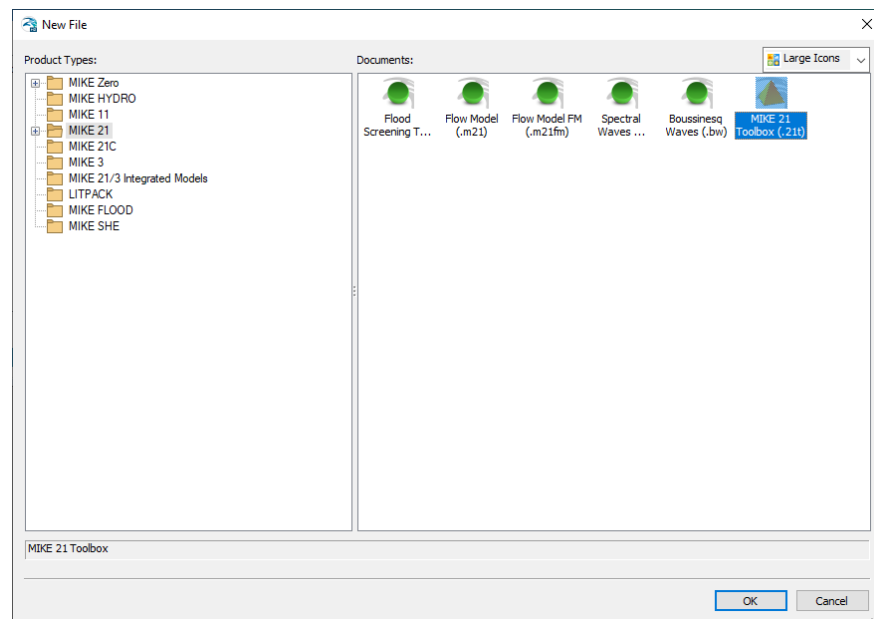 New File
Product Types:
Documents:
Large Icons
MIKE Zero
MIKE HYDRO
MIKE 11
MIKE 21
MIKE 21C
MIKE 3
MIKE 21/3 Integrated Models
LITPACK
MIKE FLOOD
MIKE SHE
Flood
Screening T...
Flow Model
(.m21)
Flow Model FM
(.m21fm)
Spectral
Waves ...
Boussinesq
Waves (.bw)
MIKE 21
Toolbox (.21t)
MIKE 21 Toolbox
OK
Cancel